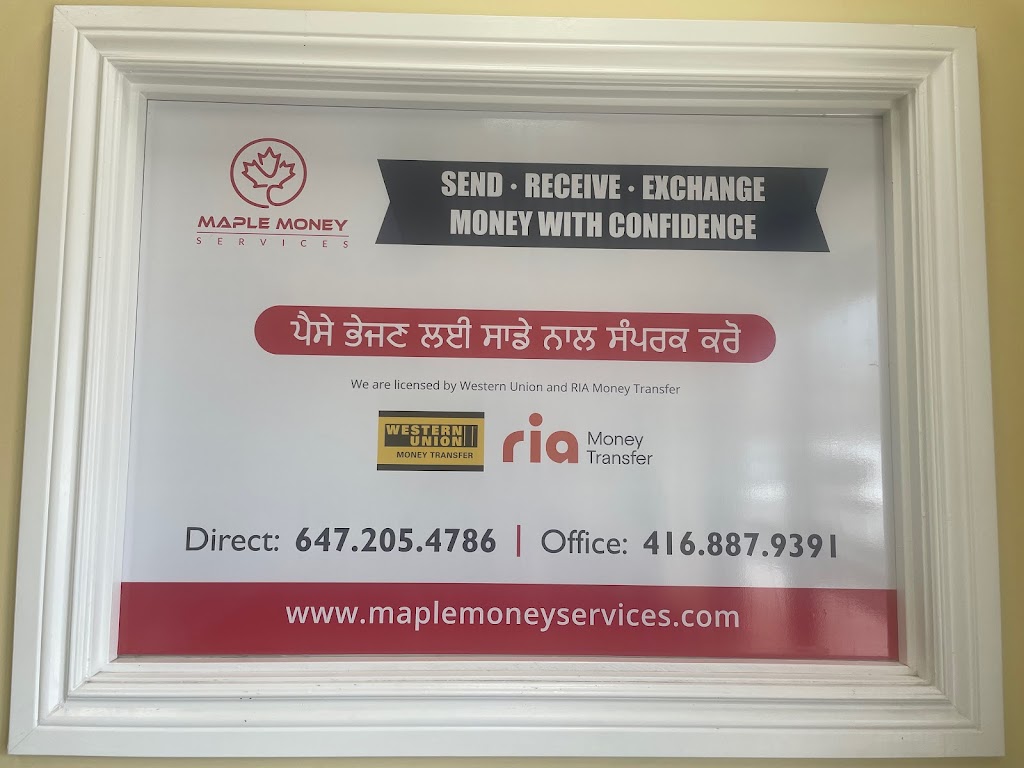 MAPLE MONEY
SERVICES
SEND · RECEIVE · EXCHANGE
MONEY WITH CONFIDENCE
ਪੈਸੇ ਭੇਜਣ ਲਈ ਸਾਡੇ ਨਾਲ ਸੰਪਰਕ ਕਰੋ
We are licensed by Western Union and RIA Money Transfer
WESTERN
UNION
MONEY TRANSFER
ria
Money
Transfer
Direct: 647.205.4786 | Office: 416.887.9391
www.maplemoneyservices.com